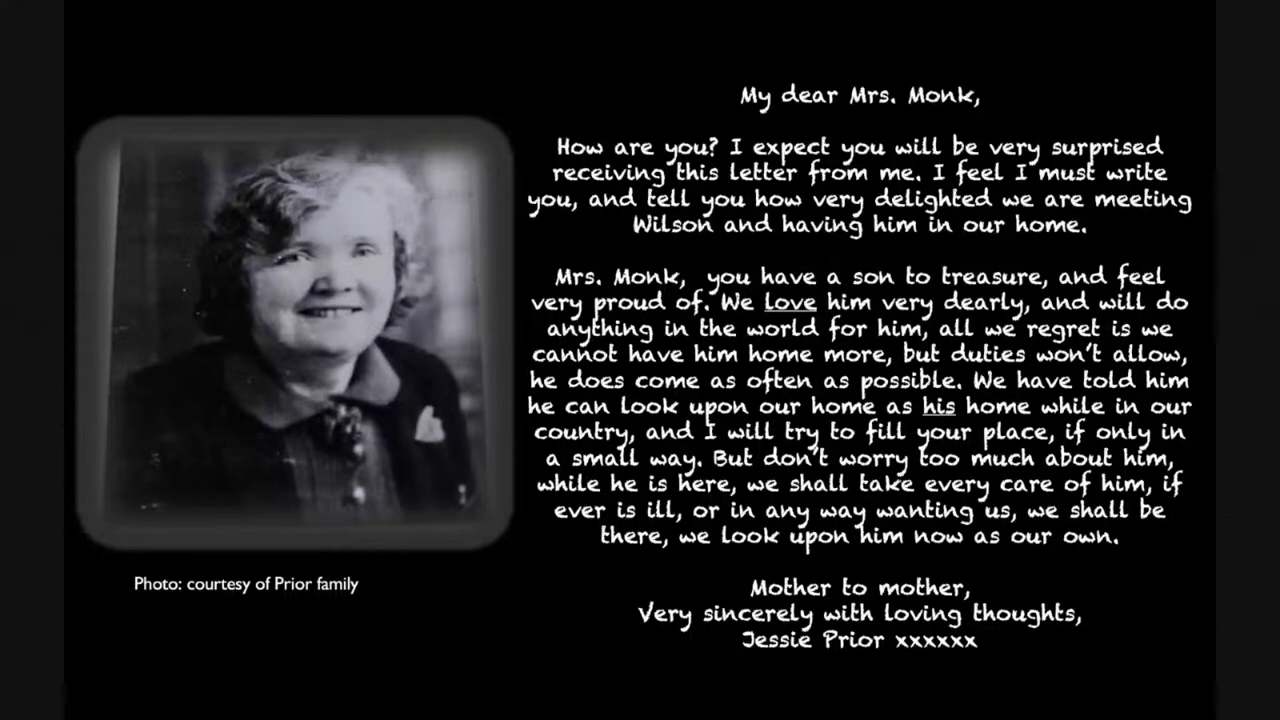 My dear Mrs. Monk,
How are you? I expect you will be very surprised
receiving this letter from me. I feel I must write
you, and tell you how very delighted we are meeting
Wilson and having him in our home.
Mrs. Monk, you have a son to treasure, and feel
very proud of. We love him very dearly, and will do
anything in the world for him, all we regret is we
cannot have him home more, but duties won't allow,
he does come as often as possible. We have told him
he can look upon our home as his home while in our
country, and I will try to fill your place, if only in
a small way. But don't worry too much about him,
while he is here, we shall take every care of him, if
ever is ill, or in any way wanting us, we shall be
there, we look upon him now as our own.
Mother to mother,
Very sincerely with loving thoughts,
Jessie Prior xxxxxx
Photo: courtesy of Prior family